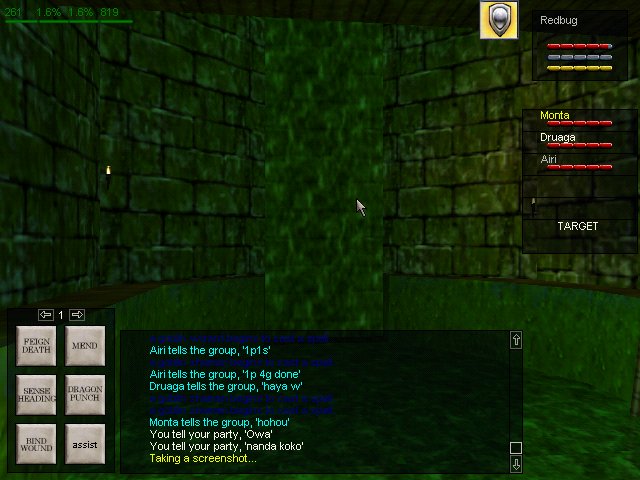 261 1.6% 1.6% 819
Redbug
Monta
Druaga
Airi
TARGET
1
FEIGN DEATH
MEND
SENSE HEADING
DRAGON PUNCH
BIND WOUND
assist
Airi tells the group, '1p1s'
Airi tells the group, '1p 4g done'
Druaga tells the group, 'haya w'
Monta tells the group, 'hohou'
You tell your party, 'Owa'
You tell your party, 'nanda koko'
Taking a screenshot...